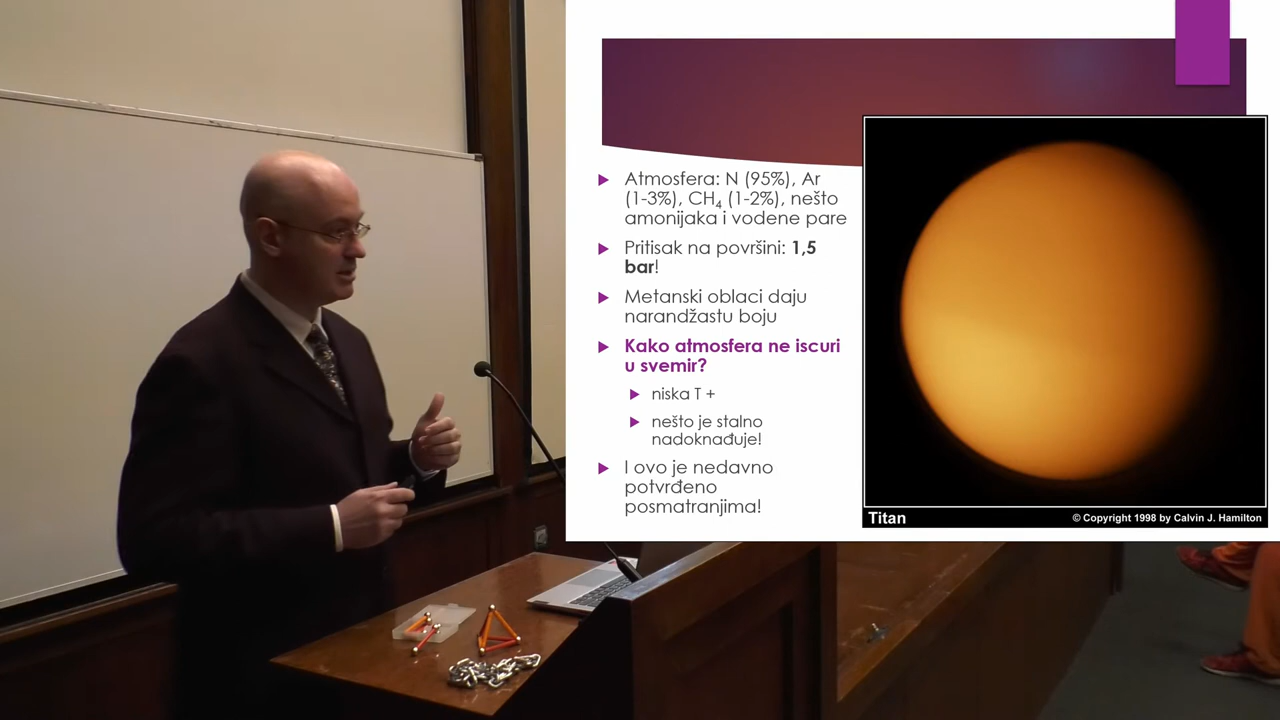 Atmosfera: N (95%), Ar
(1-3%), CH₄ (1-2%), nešto
amonijaka i vodene pare
Pritisak na površini: 1,5
bar!
Metanski oblaci daju
narandžastu boju
Kako atmosfera ne iscuri
u svemir?
niska T +
nešto je stalno
nadoknađuje!
I ovo je nedavno
potvrđeno
posmatranjima!
Titan
© Copyright 1998 by Calvin J. Hamilton